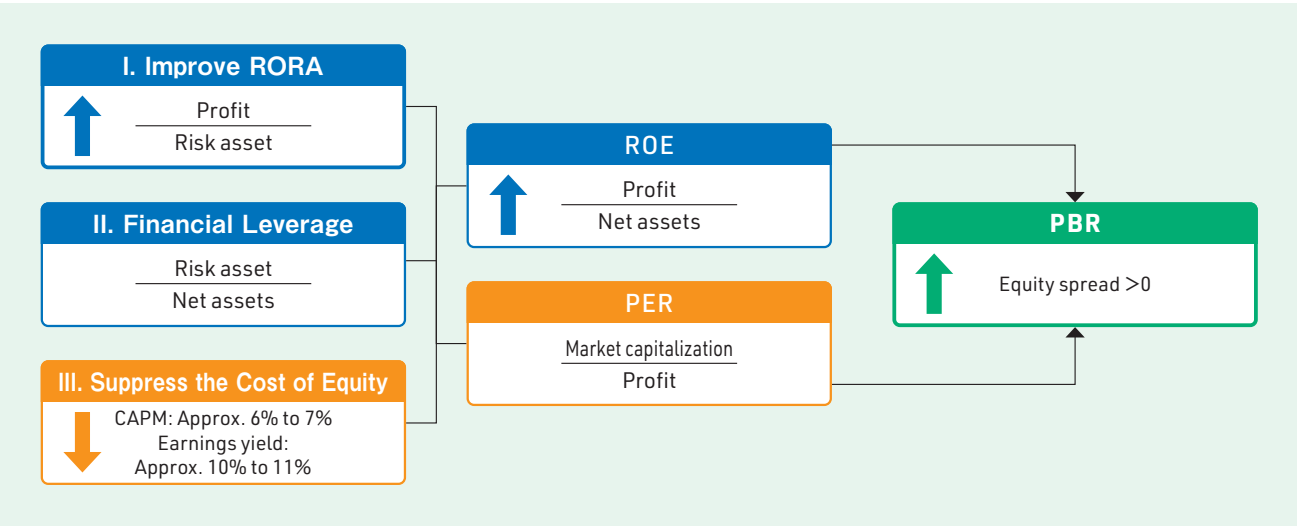 I. Improve RORA
Profit
Risk asset
II. Financial Leverage
Risk asset
Net assets
III. Suppress the Cost of Equity
CAPM: Approx. 6% to 7%
Earnings yield:
Approx. 10% to 11%
ROE
Profit
Net assets
PER
Market capitalization
Profit
PBR
Equity spread >0